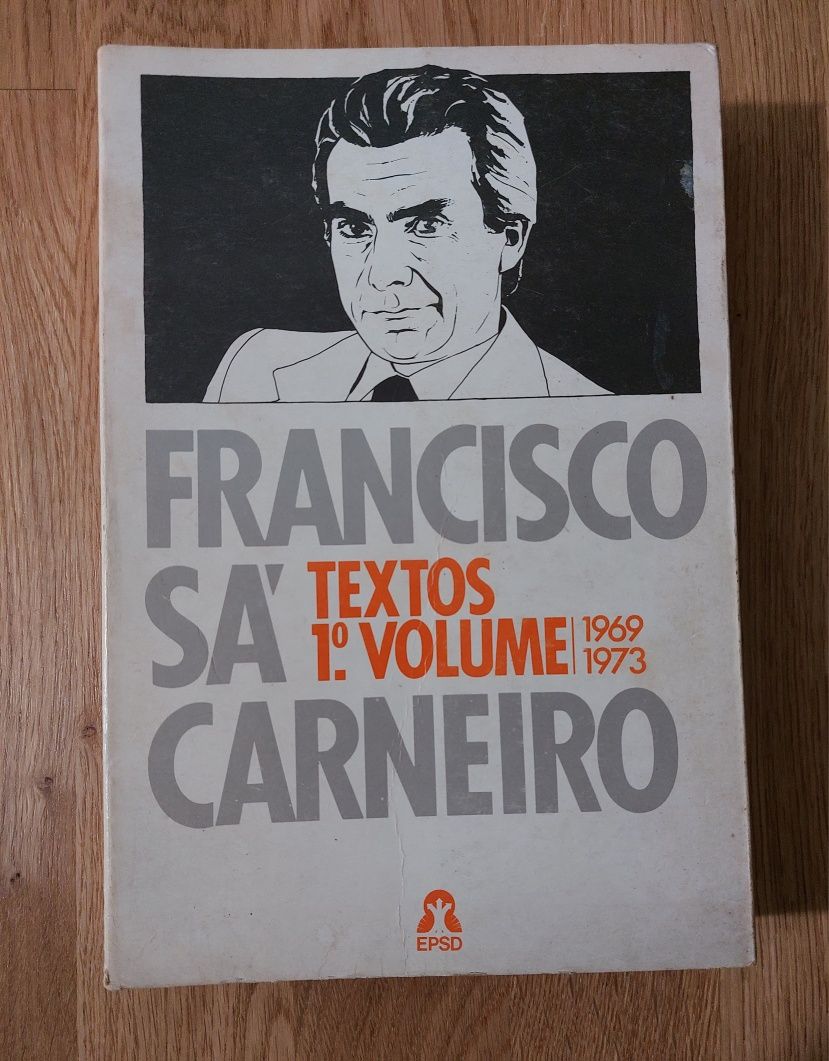 FRANCISCO
SÁ
TEXTOS
1º. VOLUME
1969
1973
CARNEIRO
EPSD